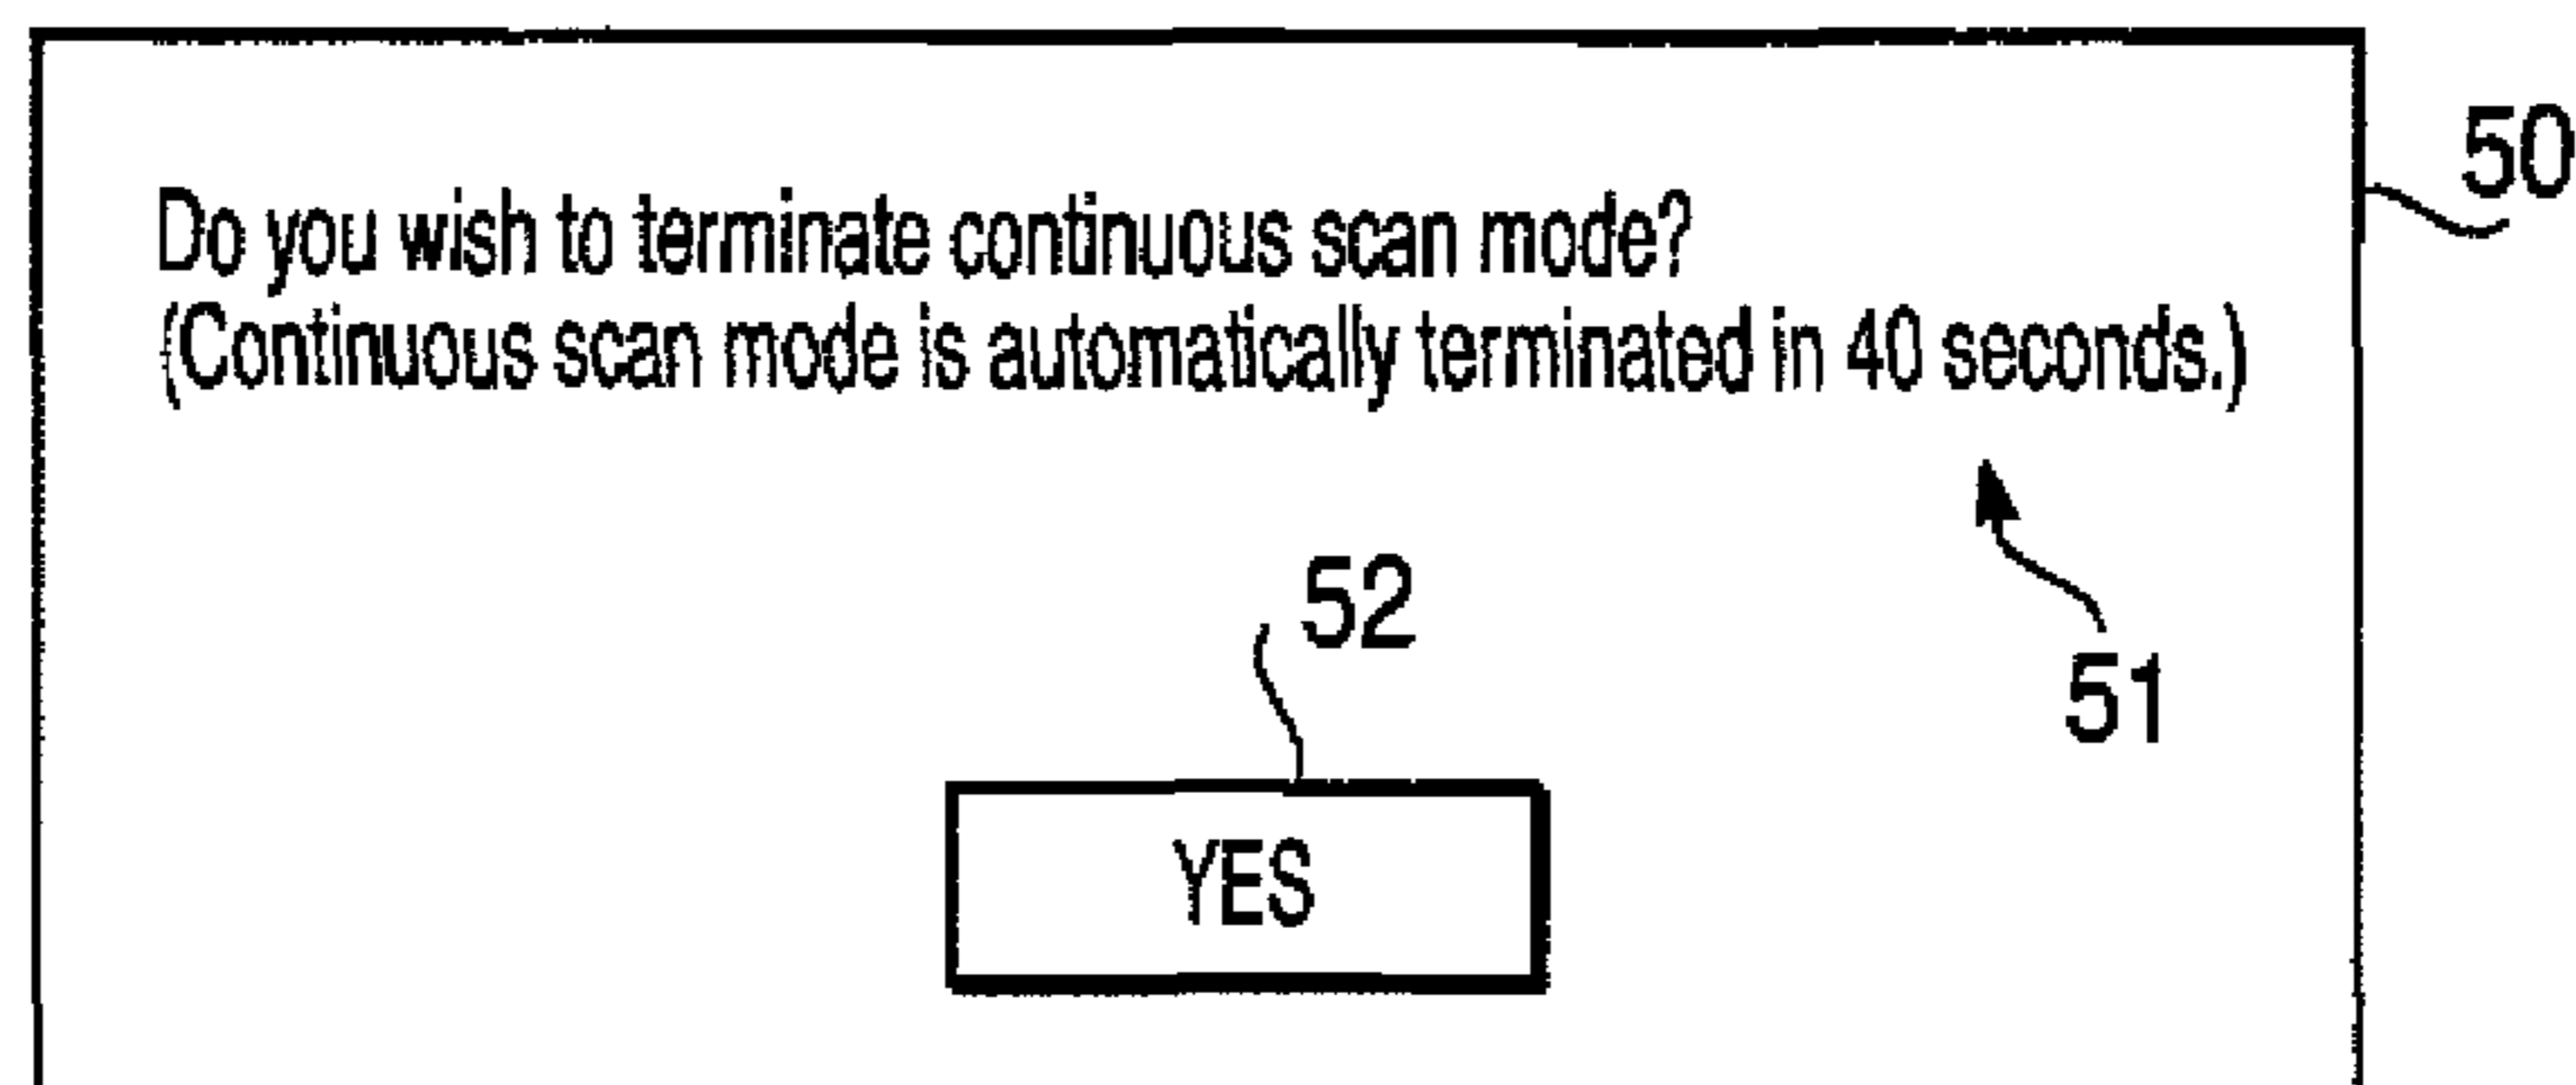 50
Do you wish to terminate continuous scan mode?
(Continuous scan mode is automatically terminated in 40 seconds.)
52
51
YES